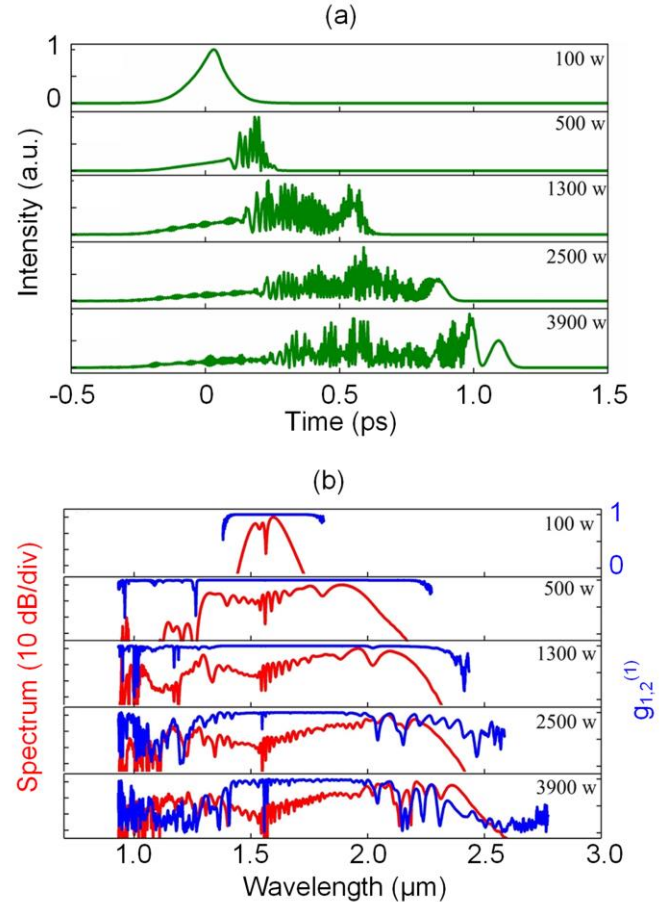 (a)
Intensity (a.u.)
1
0
100 w
500 w
1300 w
2500 w
3900 w
-0.5 0 0.5 1.0 1.5
Time (ps)
(b)
Spectrum (10 dB/div)
100 w
500 w
1300 w
2500 w
3900 w
1
0
g1,2(1)
1.0 1.5 2.0 2.5 3.0
Wavelength (μm)